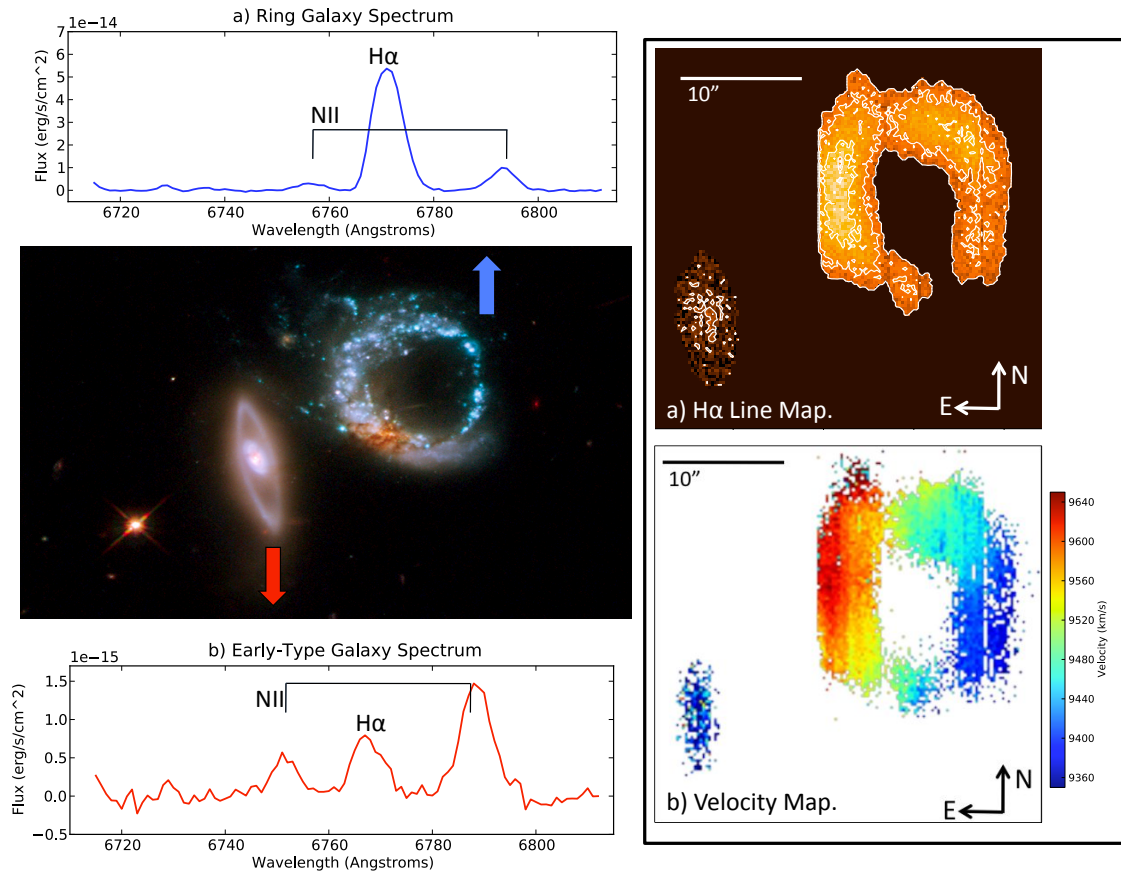 a) Ring Galaxy Spectrum
1e−14
7
6
5
4
3
2
1
0
Flux (erg/s/cm^2)
Hα
NII
6720 6740 6760 6780 6800
Wavelength (Angstroms)
b) Early-Type Galaxy Spectrum
1e−15
1.5
1.0
0.5
0.0
−0.5
Flux (erg/s/cm^2)
NII
Hα
6720 6740 6760 6780 6800
Wavelength (Angstroms)
10”
N
E
a) Hα Line Map.
10”
N
E
b) Velocity Map.
9640
9600
9560
9520
9480
9440
9400
9360
Velocity (km/s)